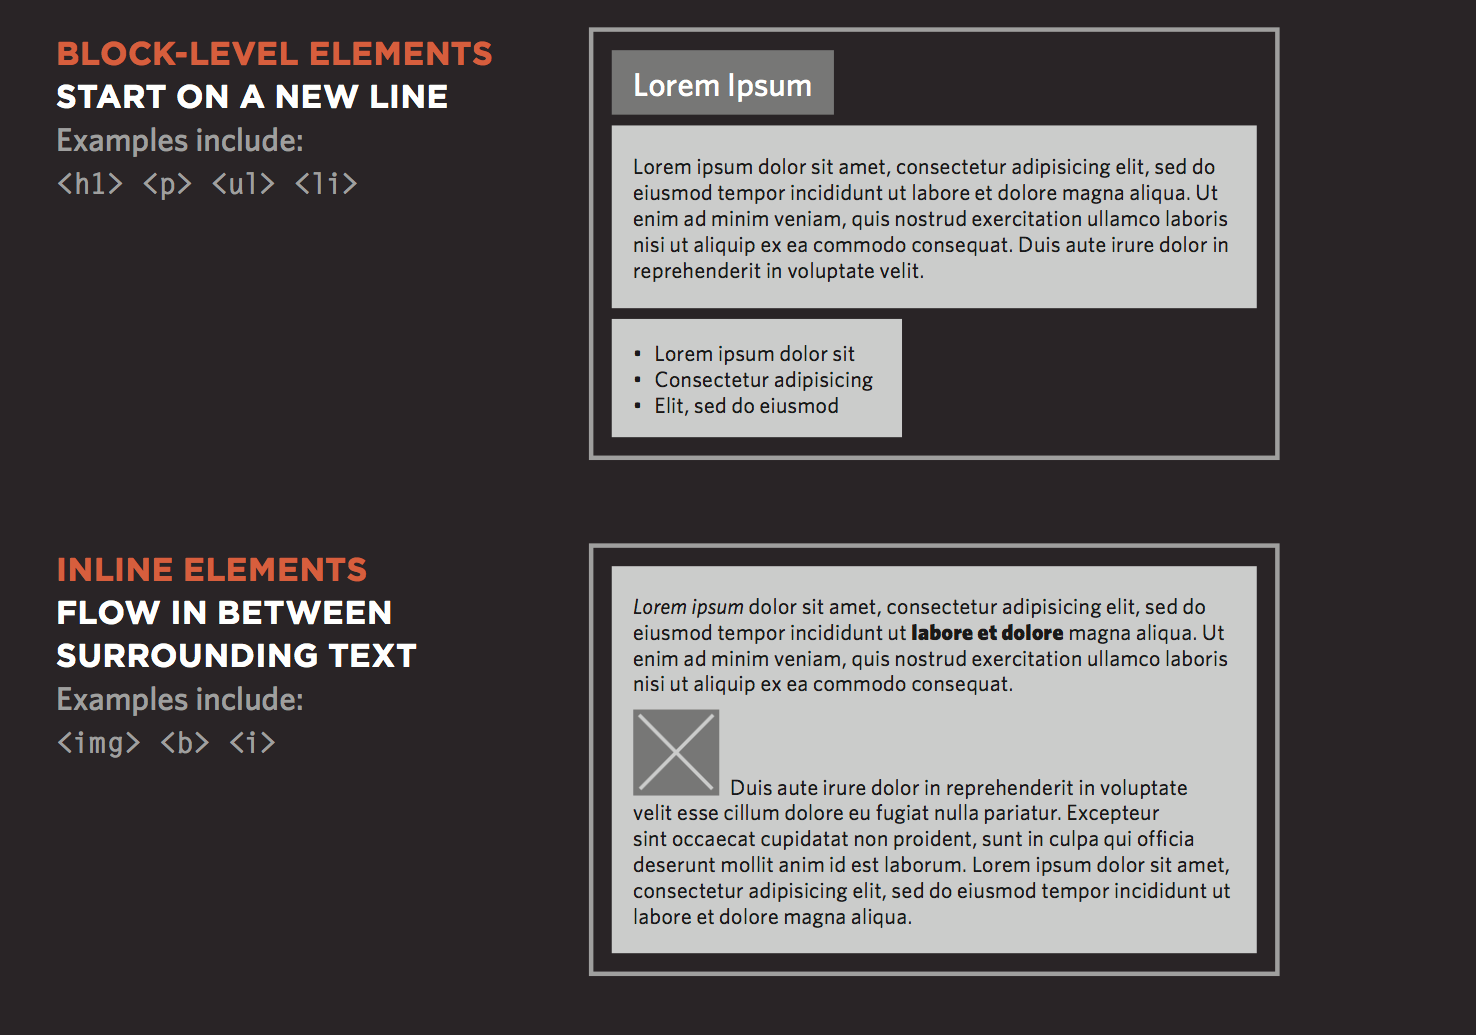 BLOCK-LEVEL ELEMENTS
START ON A NEW LINE
Examples include:
<h1> <p> <ul> <li>
Lorem Ipsum
Lorem ipsum dolor sit amet, consectetur adipisicing elit, sed do
eiusmod tempor incididunt ut labore et dolore magna aliqua. Ut
enim ad minim veniam, quis nostrud exercitation ullamco laboris
nisi ut aliquip ex ea commodo consequat. Duis aute irure dolor in
reprehenderit in voluptate velit.
• Lorem ipsum dolor sit
• Consectetur adipisicing
• Elit, sed do eiusmod
INLINE ELEMENTS
FLOW IN BETWEEN
SURROUNDING TEXT
Examples include:
<img> <b> <i>
Lorem ipsum dolor sit amet, consectetur adipisicing elit, sed do
eiusmod tempor incididunt ut labore et dolore magna aliqua. Ut
enim ad minim veniam, quis nostrud exercitation ullamco laboris
nisi ut aliquip ex ea commodo consequat.
Duis aute irure dolor in reprehenderit in voluptate
velit esse cillum dolore eu fugiat nulla pariatur. Excepteur
sint occaecat cupidatat non proident, sunt in culpa qui officia
deserunt mollit anim id est laborum. Lorem ipsum dolor sit amet,
consectetur adipisicing elit, sed do eiusmod tempor incididunt ut
labore et dolore magna aliqua.